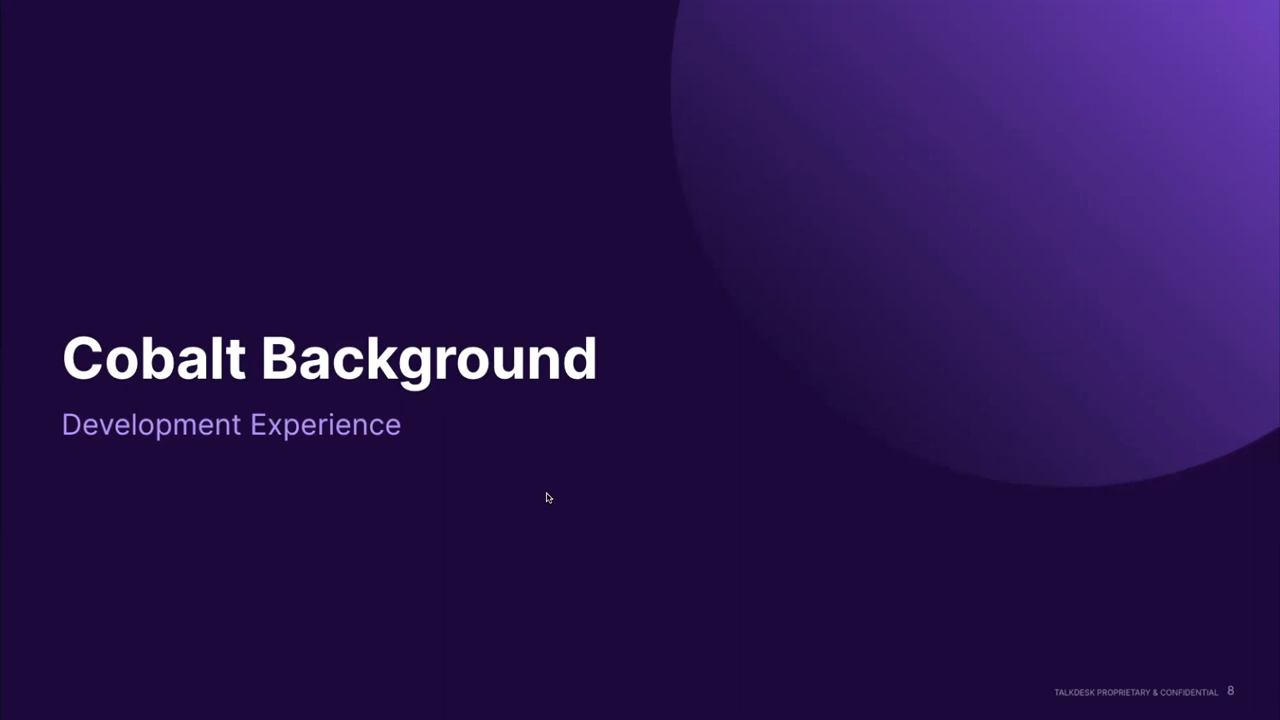 Cobalt Background
Development Experience
TALKDESK PROPRIETARY & CONFIDENTIAL 8